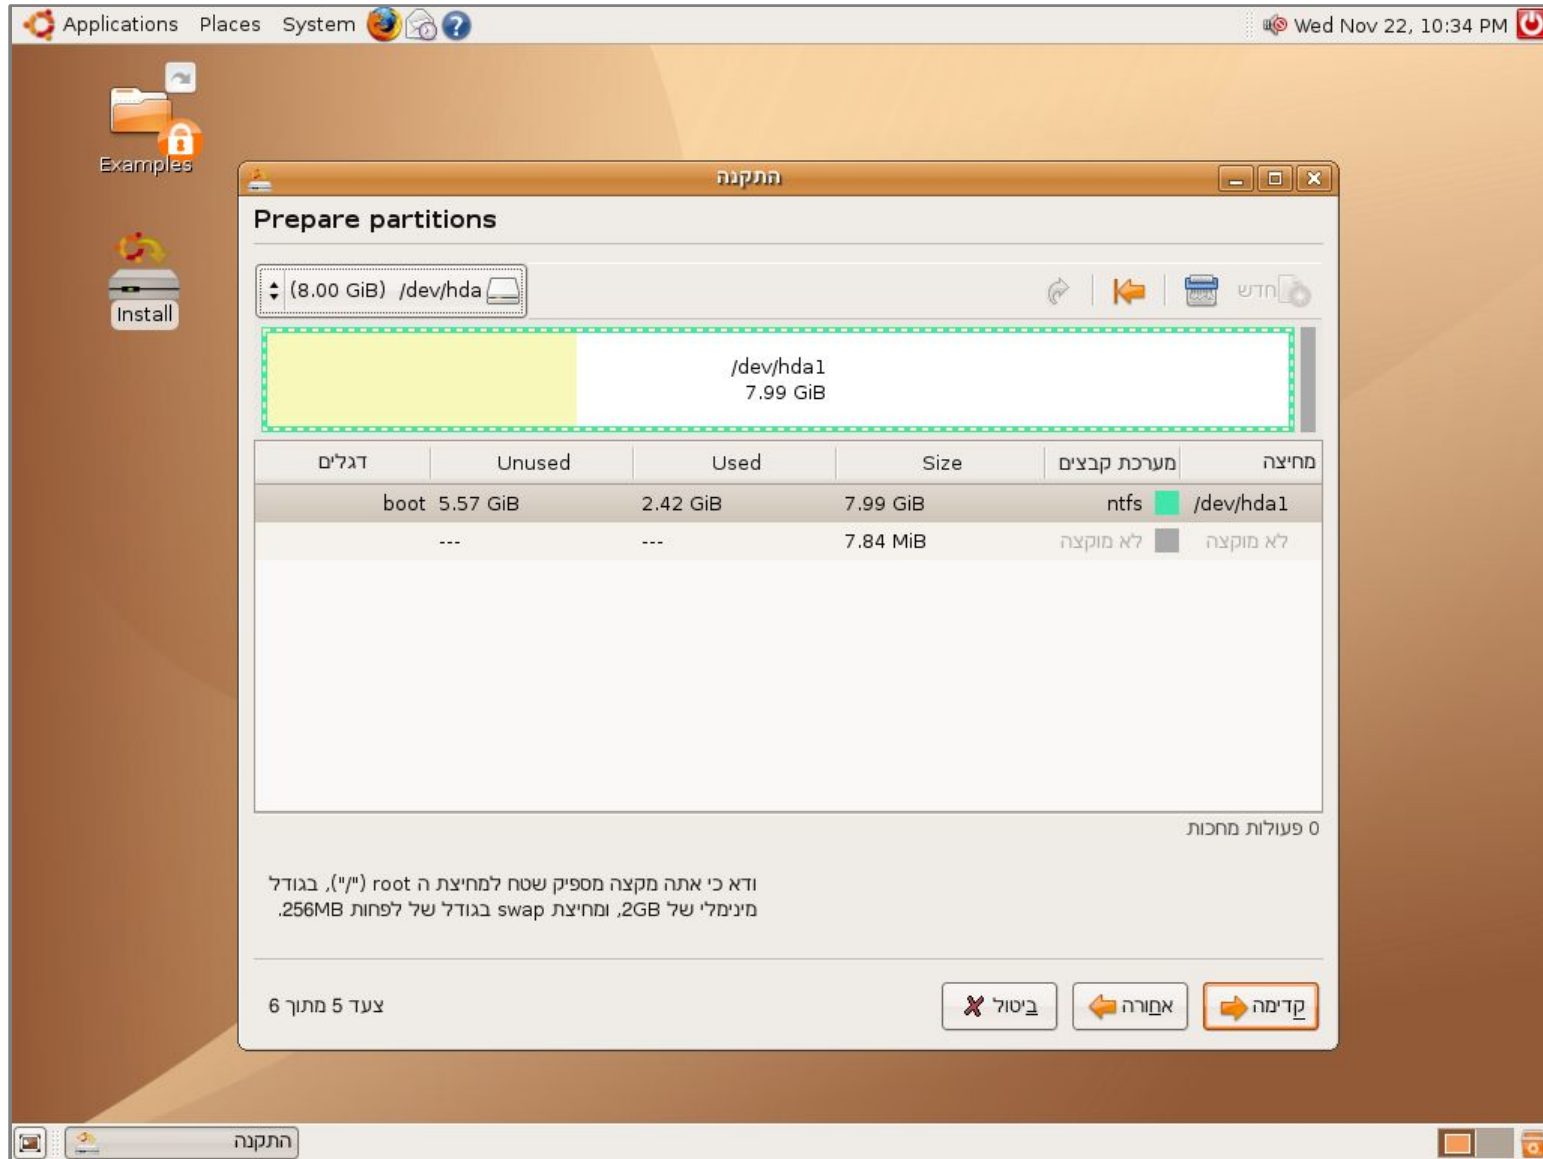 Applications Places System Wed Nov 22, 10:34 PM
Examples
Install
התקנה
Prepare partitions
(8.00 GiB) /dev/hda
חדש
/dev/hda1
7.99 GiB
דגלים Unused Used Size מערכת קבצים מחיצה
boot 5.57 GiB 2.42 GiB 7.99 GiB ntfs /dev/hda1
--- --- 7.84 MiB לא מוקצה לא מוקצה
0 פעולות מחכות
ודא כי אתה מקצה מספיק שטח למחיצת ה root ("/"), בגודל
מינימלי של 2GB, ומחיצת swap בגודל של לפחות 256MB.
צעד 5 מתוך 6
ביטול אחורה קדימה
התקנה